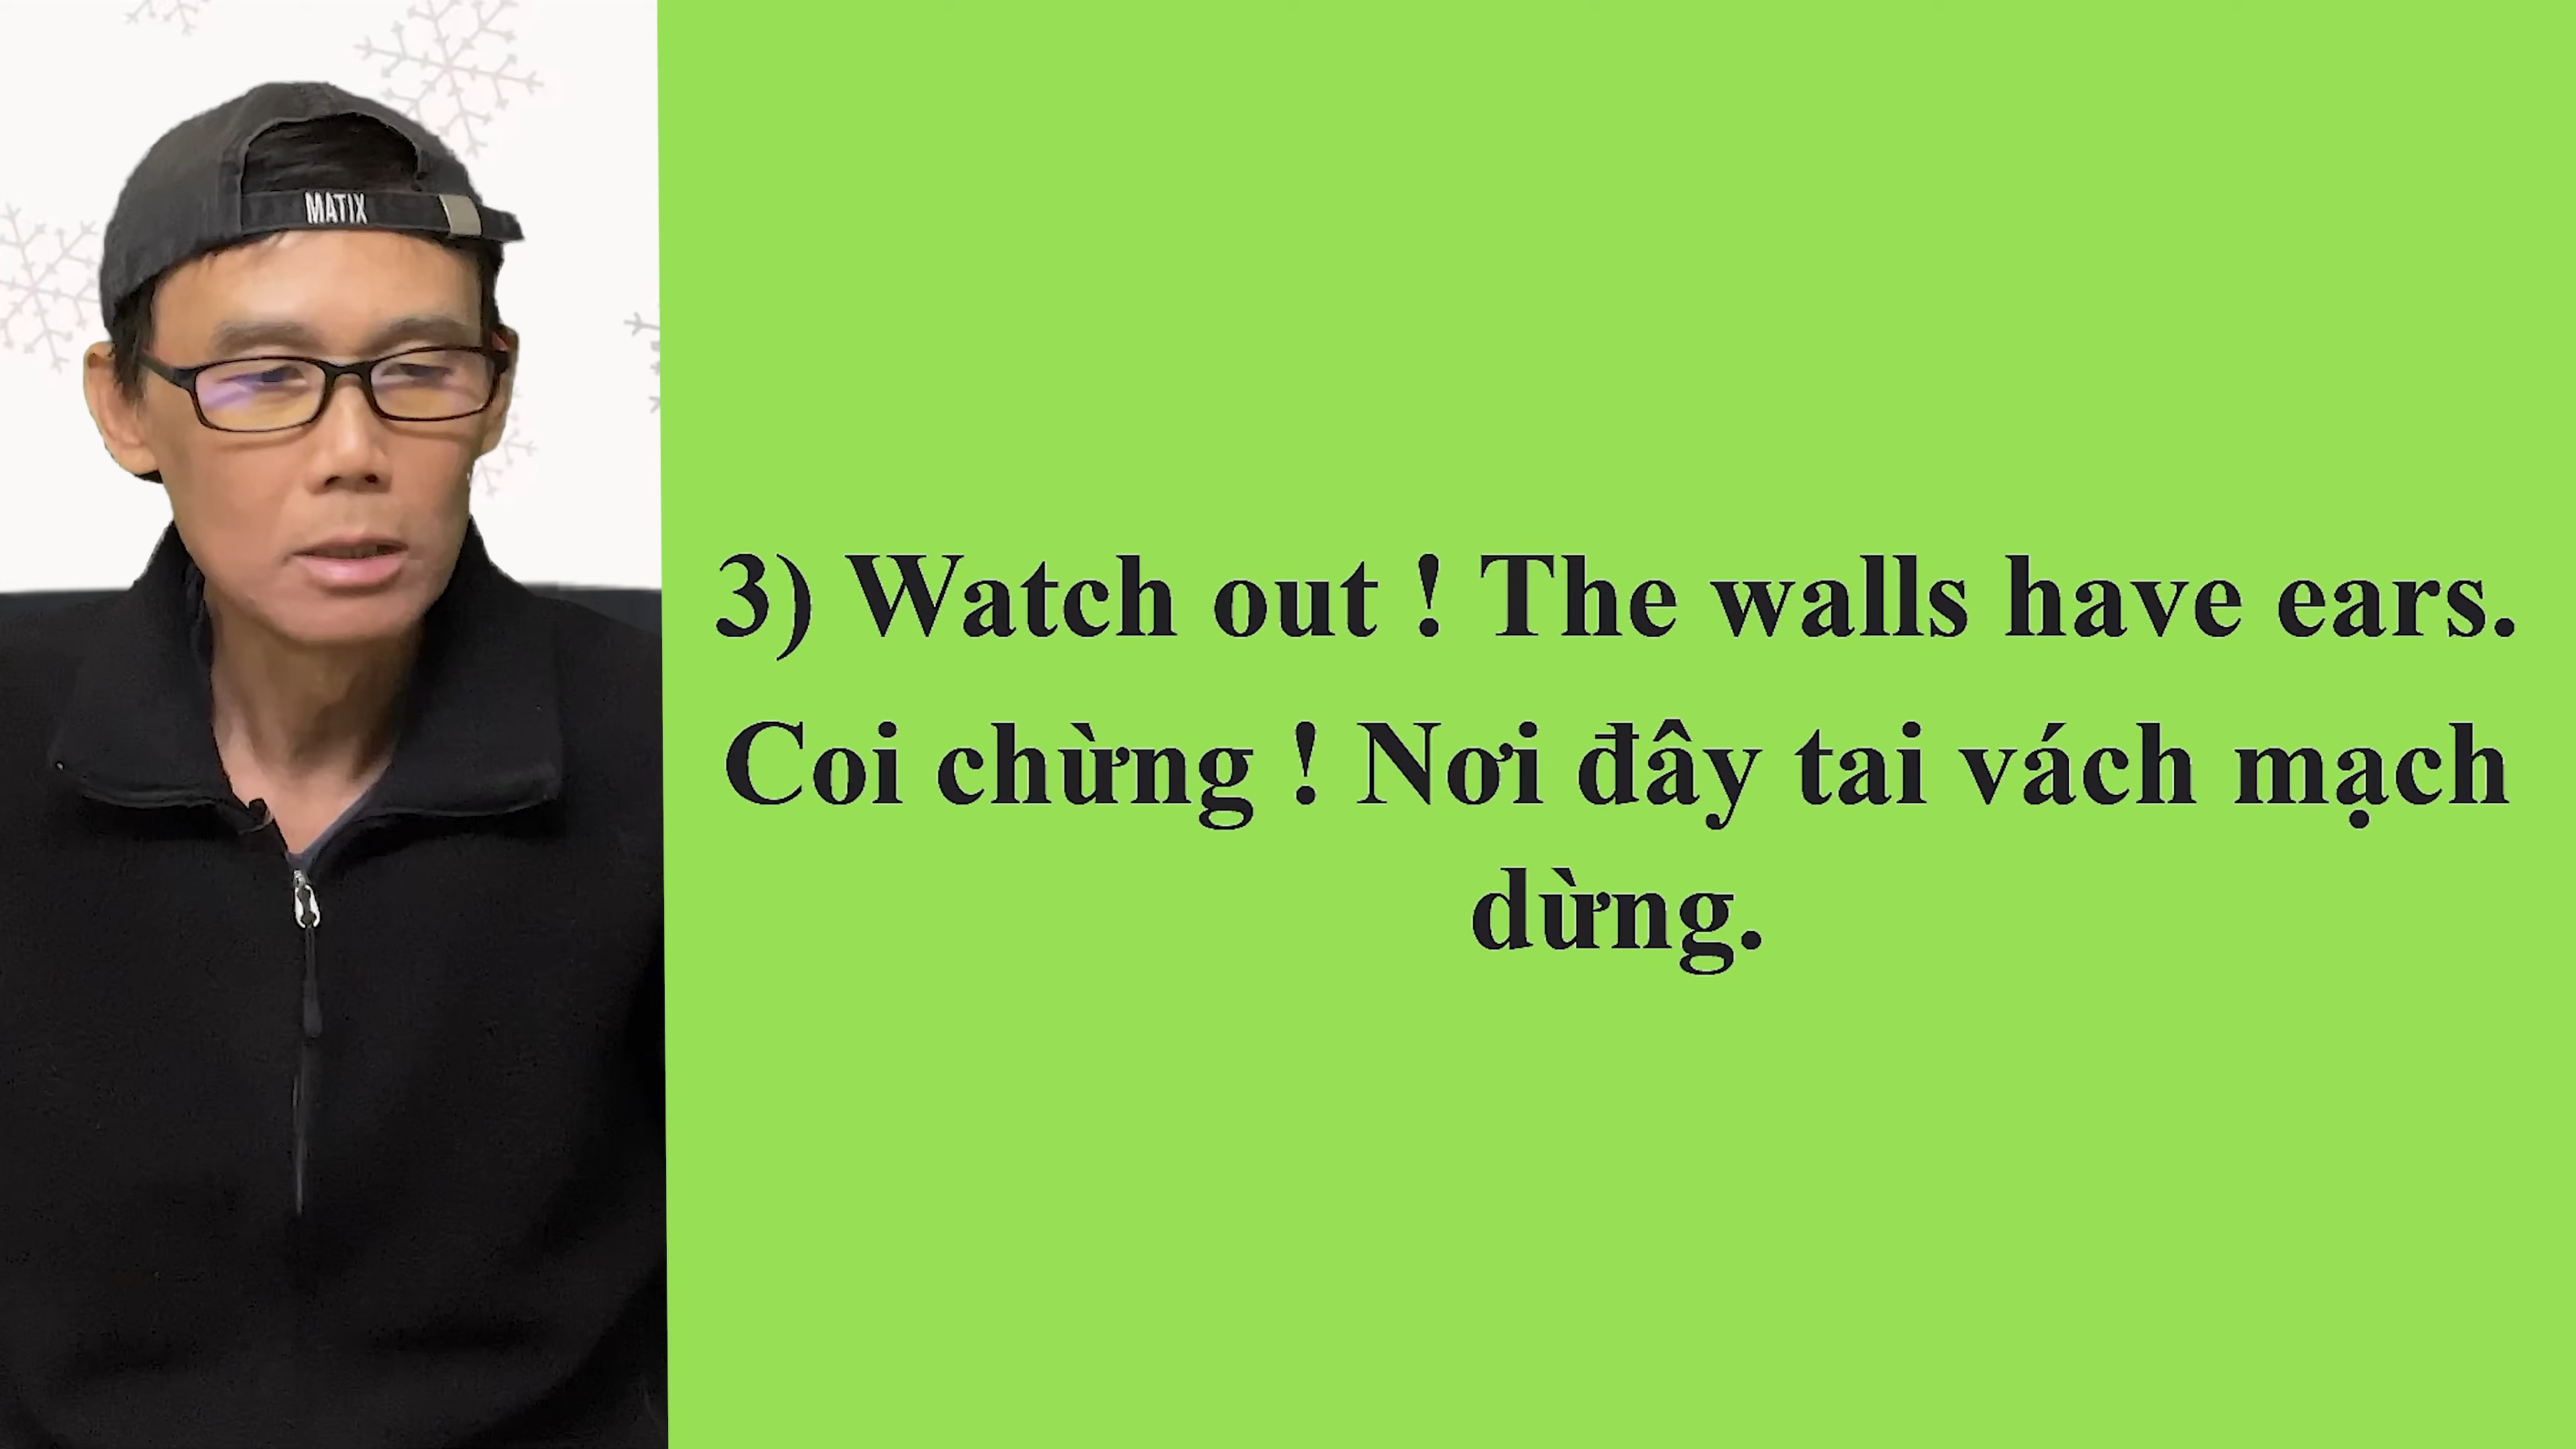 MATIX
3) Watch out ! The walls have ears.
Coi chừng ! Nơi đây tai vách mạch
dừng.